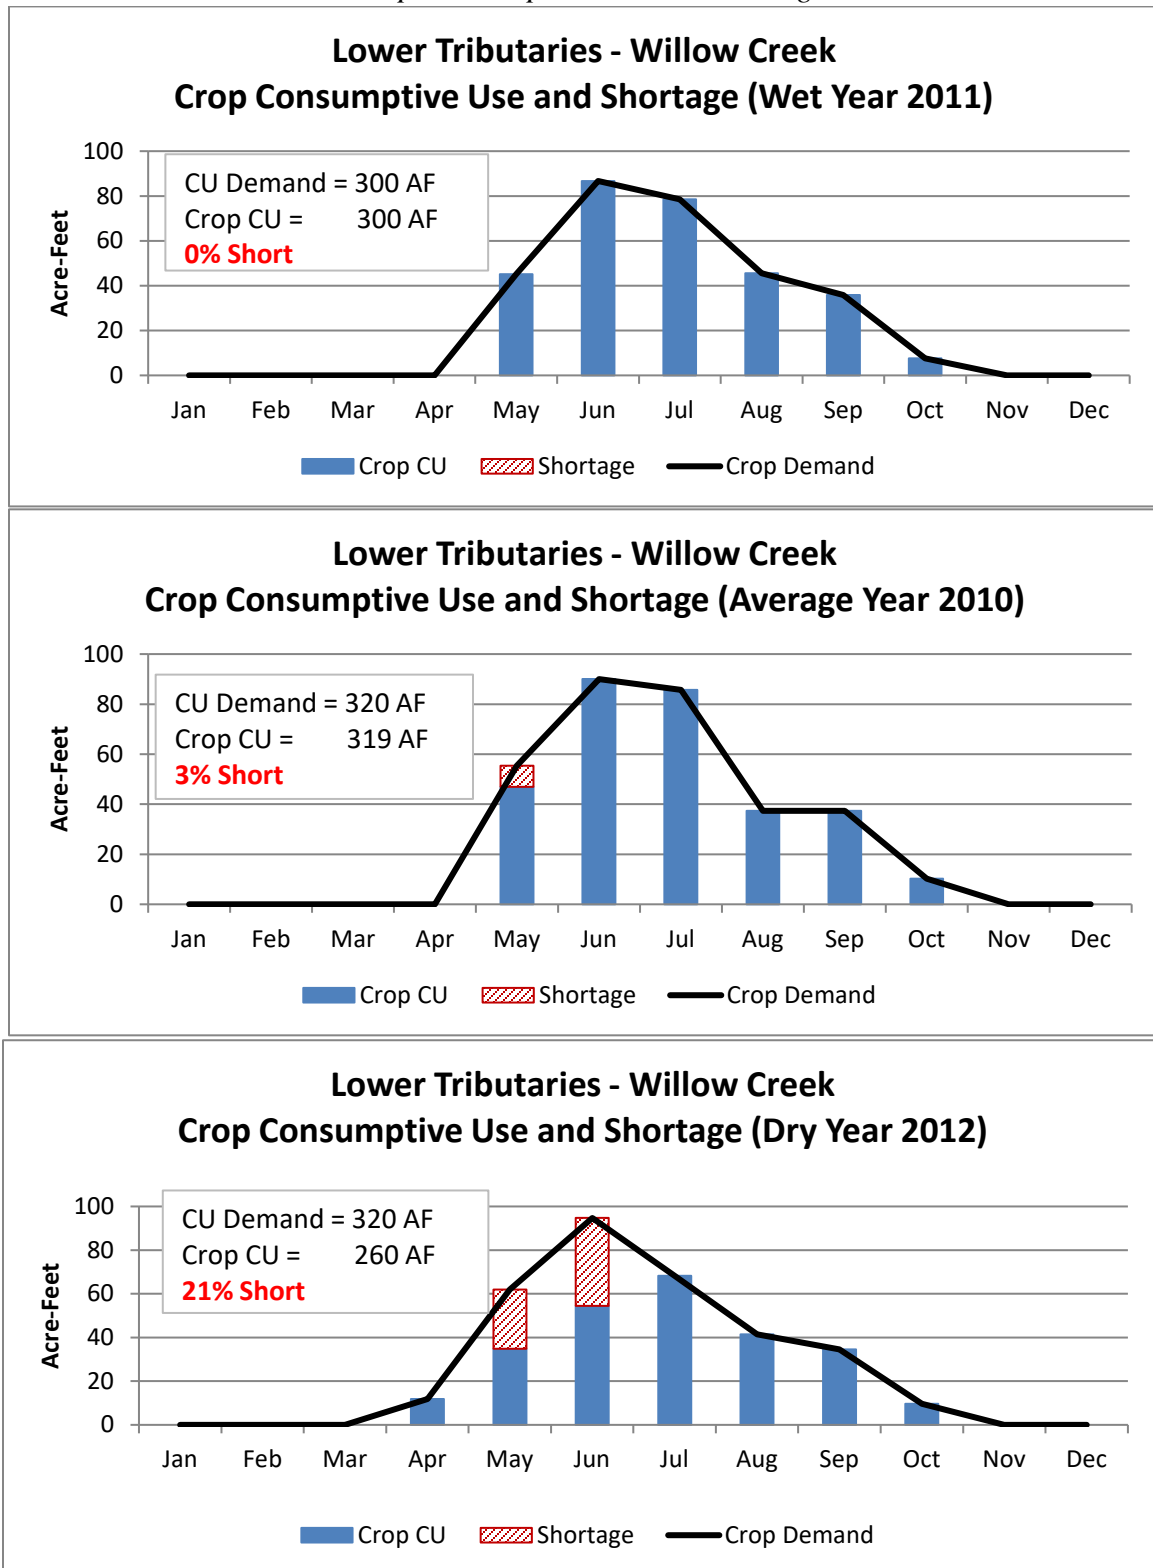 Lower Tributaries - Willow Creek
Crop Consumptive Use and Shortage (Wet Year 2011)
100
80
60
40
20
0
Acre-Feet
CU Demand = 300 AF
Crop CU = 300 AF
0% Short
Jan Feb Mar Apr May Jun Jul Aug Sep Oct Nov Dec
Crop CU Shortage Crop Demand
Lower Tributaries - Willow Creek
Crop Consumptive Use and Shortage (Average Year 2010)
100
80
60
40
20
0
Acre-Feet
CU Demand = 320 AF
Crop CU = 319 AF
3% Short
Jan Feb Mar Apr May Jun Jul Aug Sep Oct Nov Dec
Crop CU Shortage Crop Demand
Lower Tributaries - Willow Creek
Crop Consumptive Use and Shortage (Dry Year 2012)
100
80
60
40
20
0
Acre-Feet
CU Demand = 320 AF
Crop CU = 260 AF
21% Short
Jan Feb Mar Apr May Jun Jul Aug Sep Oct Nov Dec
Crop CU Shortage Crop Demand